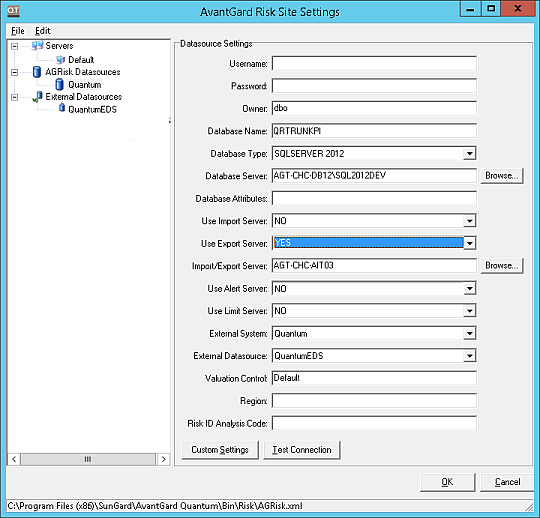 QT AvantGard Risk Site Settings
File Edit
Servers
Default
AGRisk Datasources
Quantum
External Datasources
QuantumEDS
Datasource Settings
Username:
Password:
Owner: dbo
Database Name: QRTRUNKPI
Database Type: SQLSERVER 2012
Database Server: AGT-CHC-DB12\SQL2012DEV Browse...
Database Attributes:
Use Import Server: NO
Use Export Server: YES
Import/Export Server: AGT-CHC-AIT03 Browse...
Use Alert Server: NO
Use Limit Server: NO
External System: Quantum
External Datasource: QuantumEDS
Valuation Control: Default
Region:
Risk ID Analysis Code:
Custom Settings Test Connection
OK Cancel
C:\Program Files (x86)\SunGard\AvantGard Quantum\Bin\Risk\AGRisk.xml